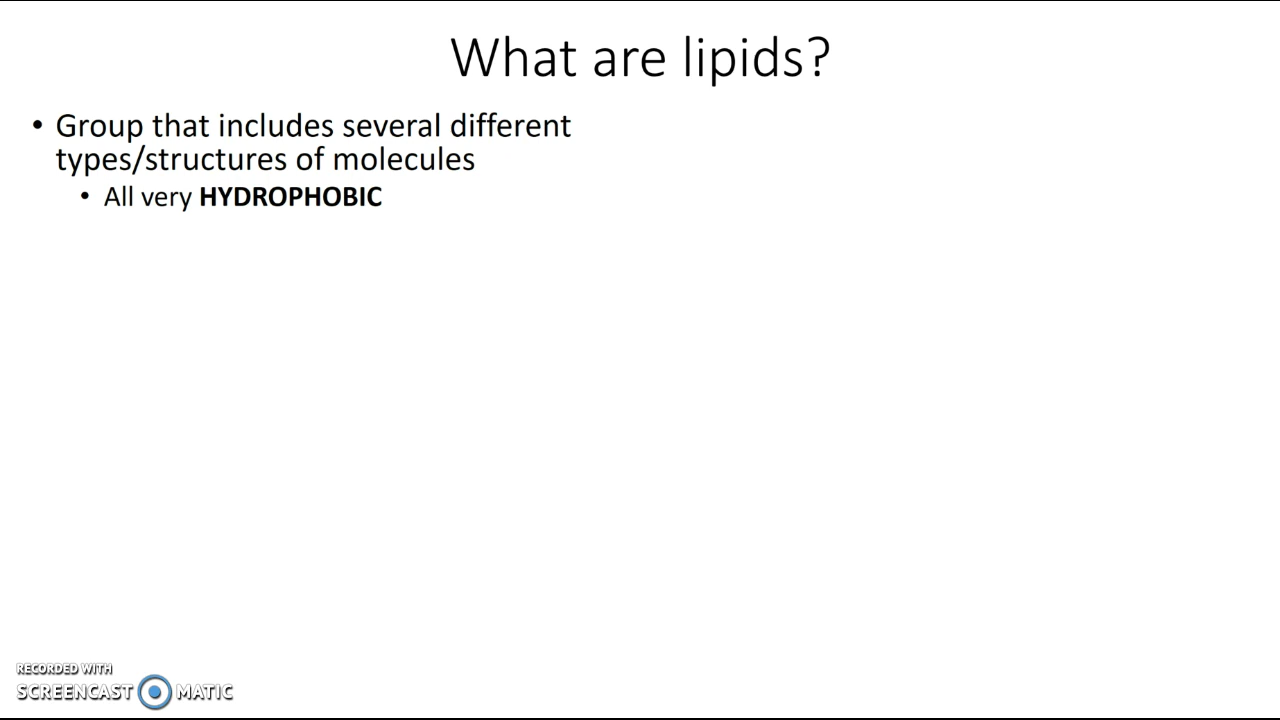 What are lipids?
• Group that includes several different
types/structures of molecules
• All very HYDROPHOBIC
RECORDED WITH
SCREENCAST MATIC